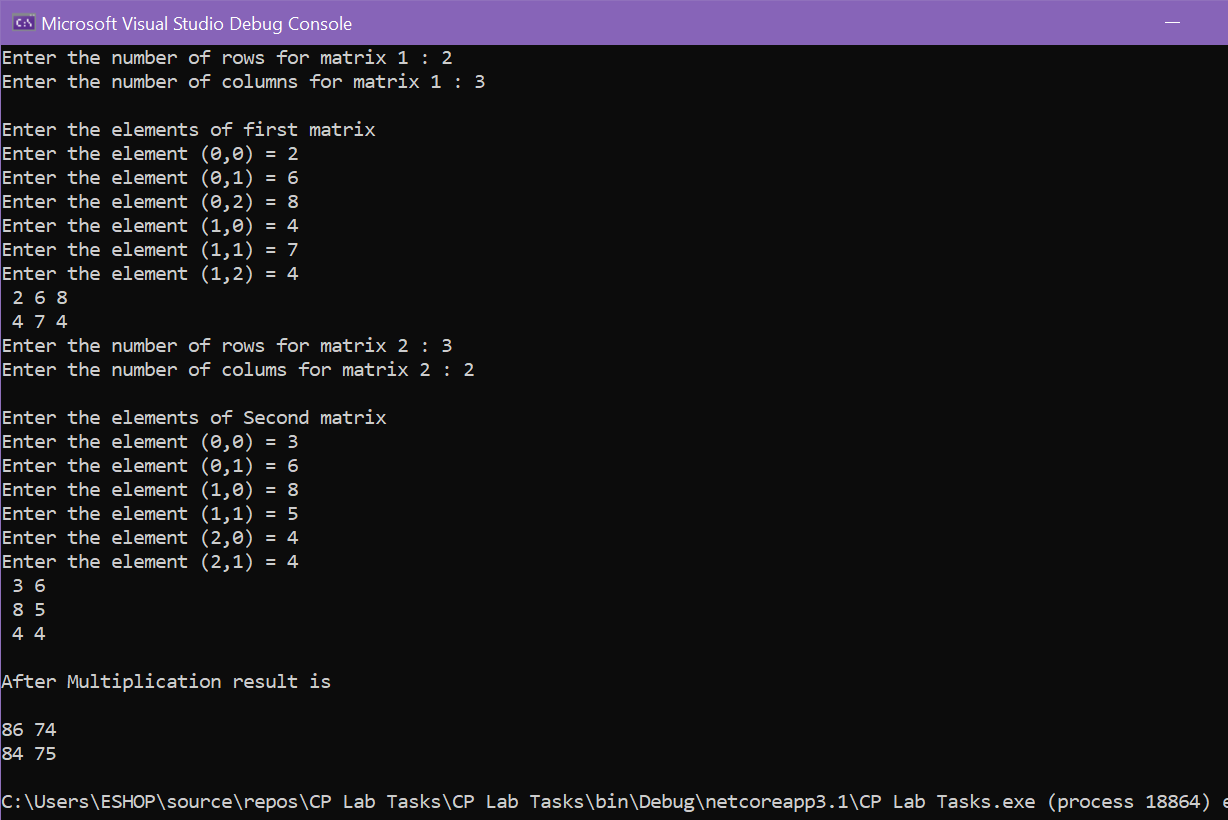 Microsoft Visual Studio Debug Console
Enter the number of rows for matrix 1 : 2
Enter the number of columns for matrix 1 : 3
Enter the elements of first matrix
Enter the element (0,0) = 2
Enter the element (0,1) = 6
Enter the element (0,2) = 8
Enter the element (1,0) = 4
Enter the element (1,1) = 7
Enter the element (1,2) = 4
2 6 8
4 7 4
Enter the number of rows for matrix 2 : 3
Enter the number of colums for matrix 2 : 2
Enter the elements of Second matrix
Enter the element (0,0) = 3
Enter the element (0,1) = 6
Enter the element (1,0) = 8
Enter the element (1,1) = 5
Enter the element (2,0) = 4
Enter the element (2,1) = 4
3 6
8 5
4 4
After Multiplication result is
86 74
84 75
C:\Users\ESHOP\source\repos\CP Lab Tasks\CP Lab Tasks\bin\Debug\netcoreapp3.1\CP Lab Tasks.exe (process 18864)